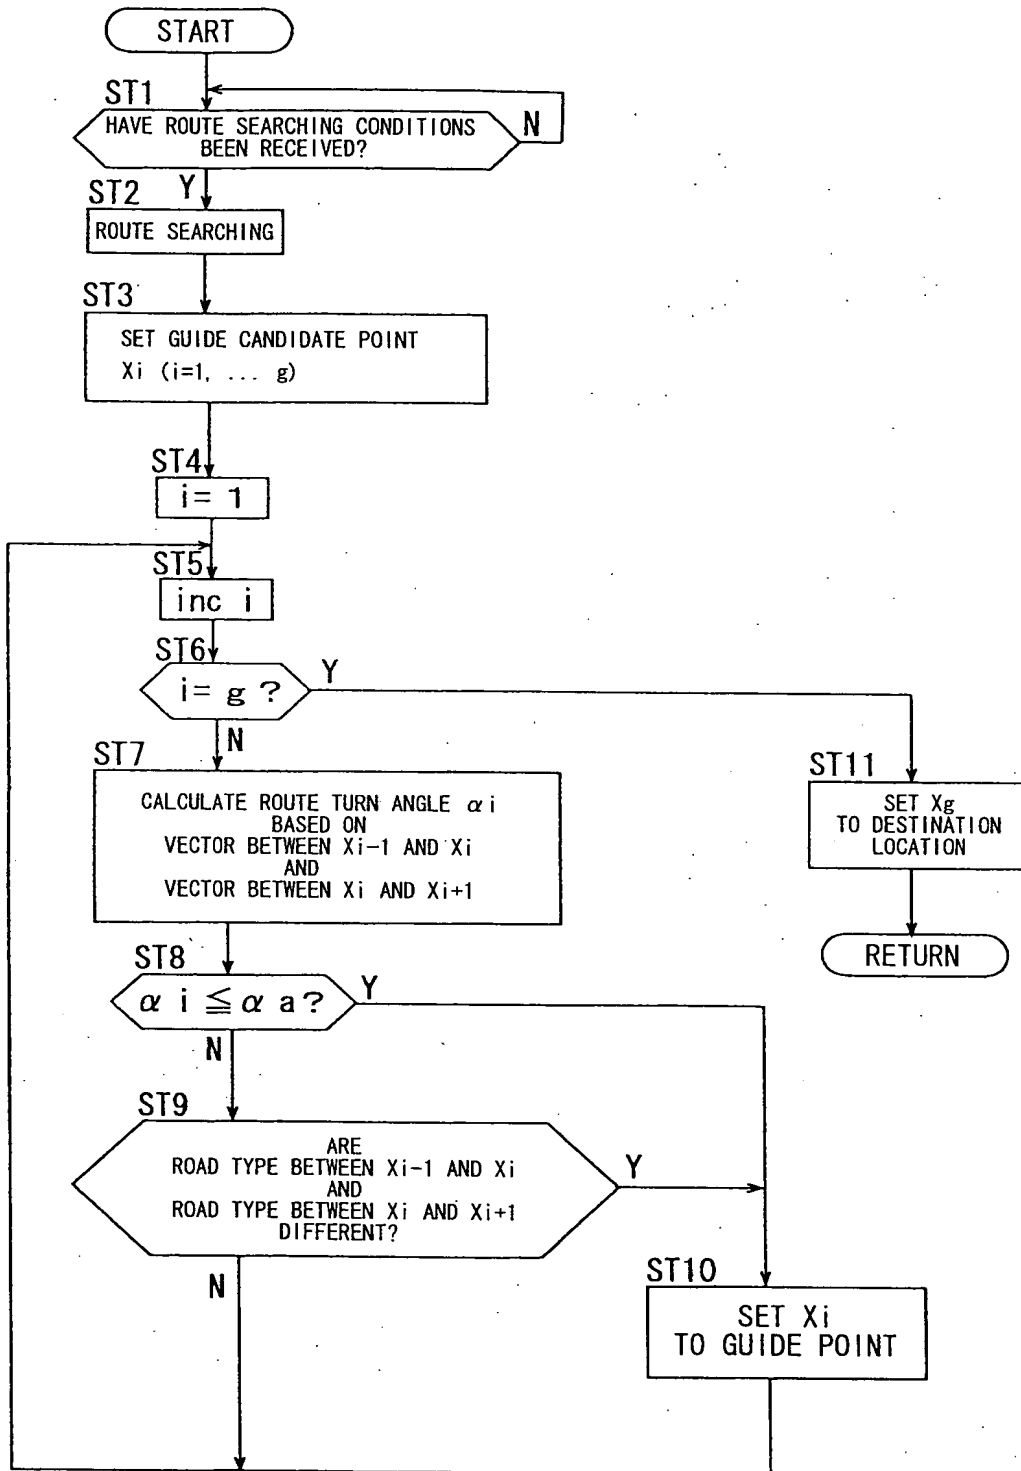 START
ST1
HAVE ROUTE SEARCHING CONDITIONS
BEEN RECEIVED?
N
Y
ST2
ROUTE SEARCHING
ST3
SET GUIDE CANDIDATE POINT
Xi (i=1, ... g)
ST4
i= 1
ST5
inc i
ST6
i= g ?
Y
N
ST7
CALCULATE ROUTE TURN ANGLE α i
BASED ON
VECTOR BETWEEN Xi-1 AND Xi
AND
VECTOR BETWEEN Xi AND Xi+1
ST11
SET Xg
TO DESTINATION
LOCATION
RETURN
ST8
α i ≦ α a?
Y
N
ST9
ARE
ROAD TYPE BETWEEN Xi-1 AND Xi
AND
ROAD TYPE BETWEEN Xi AND Xi+1
DIFFERENT?
Y
N
ST10
SET Xi
TO GUIDE POINT